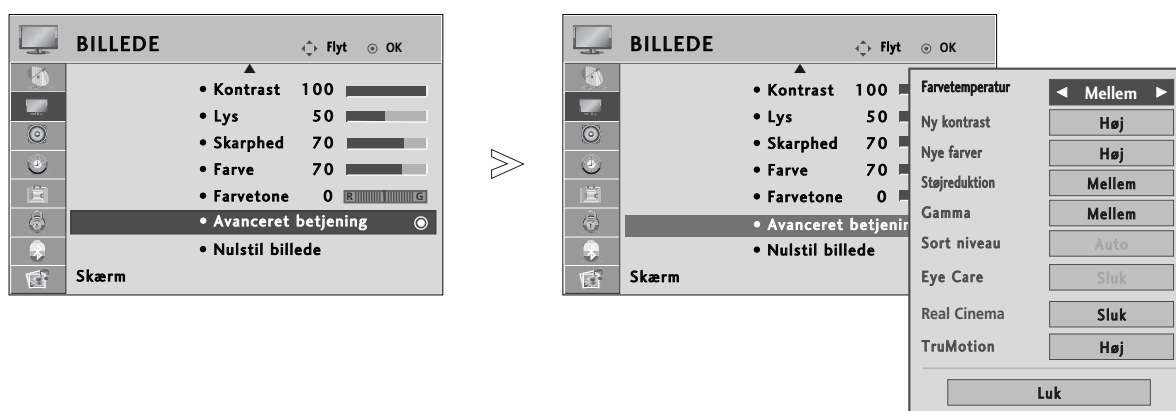 BILLEDE Flyt OK
• Kontrast 100
• Lys 50
• Skarphed 70
• Farve 70
• Farvetone 0 R G
• Avanceret betjening
• Nulstil billede
Skærm
BILLEDE Flyt OK
• Kontrast 100
• Lys 50
• Skarphed 70
• Farve 70
• Farvetone 0
• Avanceret betjenin
• Nulstil billede
Skærm
Farvetemperatur ◀ Mellem ▶
Ny kontrast Høj
Nye farver Høj
Støjreduktion Mellem
Gamma Mellem
Sort niveau Auto
Eye Care Sluk
Real Cinema Sluk
TruMotion Høj
Luk